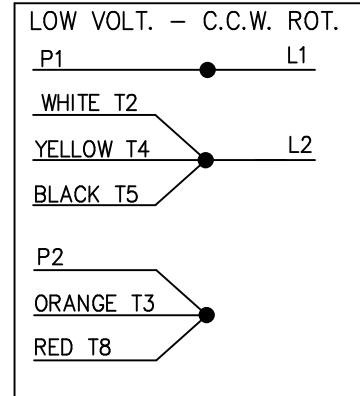 LOW VOLT. – C.C.W. ROT.
P1 L1
WHITE T2
YELLOW T4 L2
BLACK T5
P2
ORANGE T3
RED T8